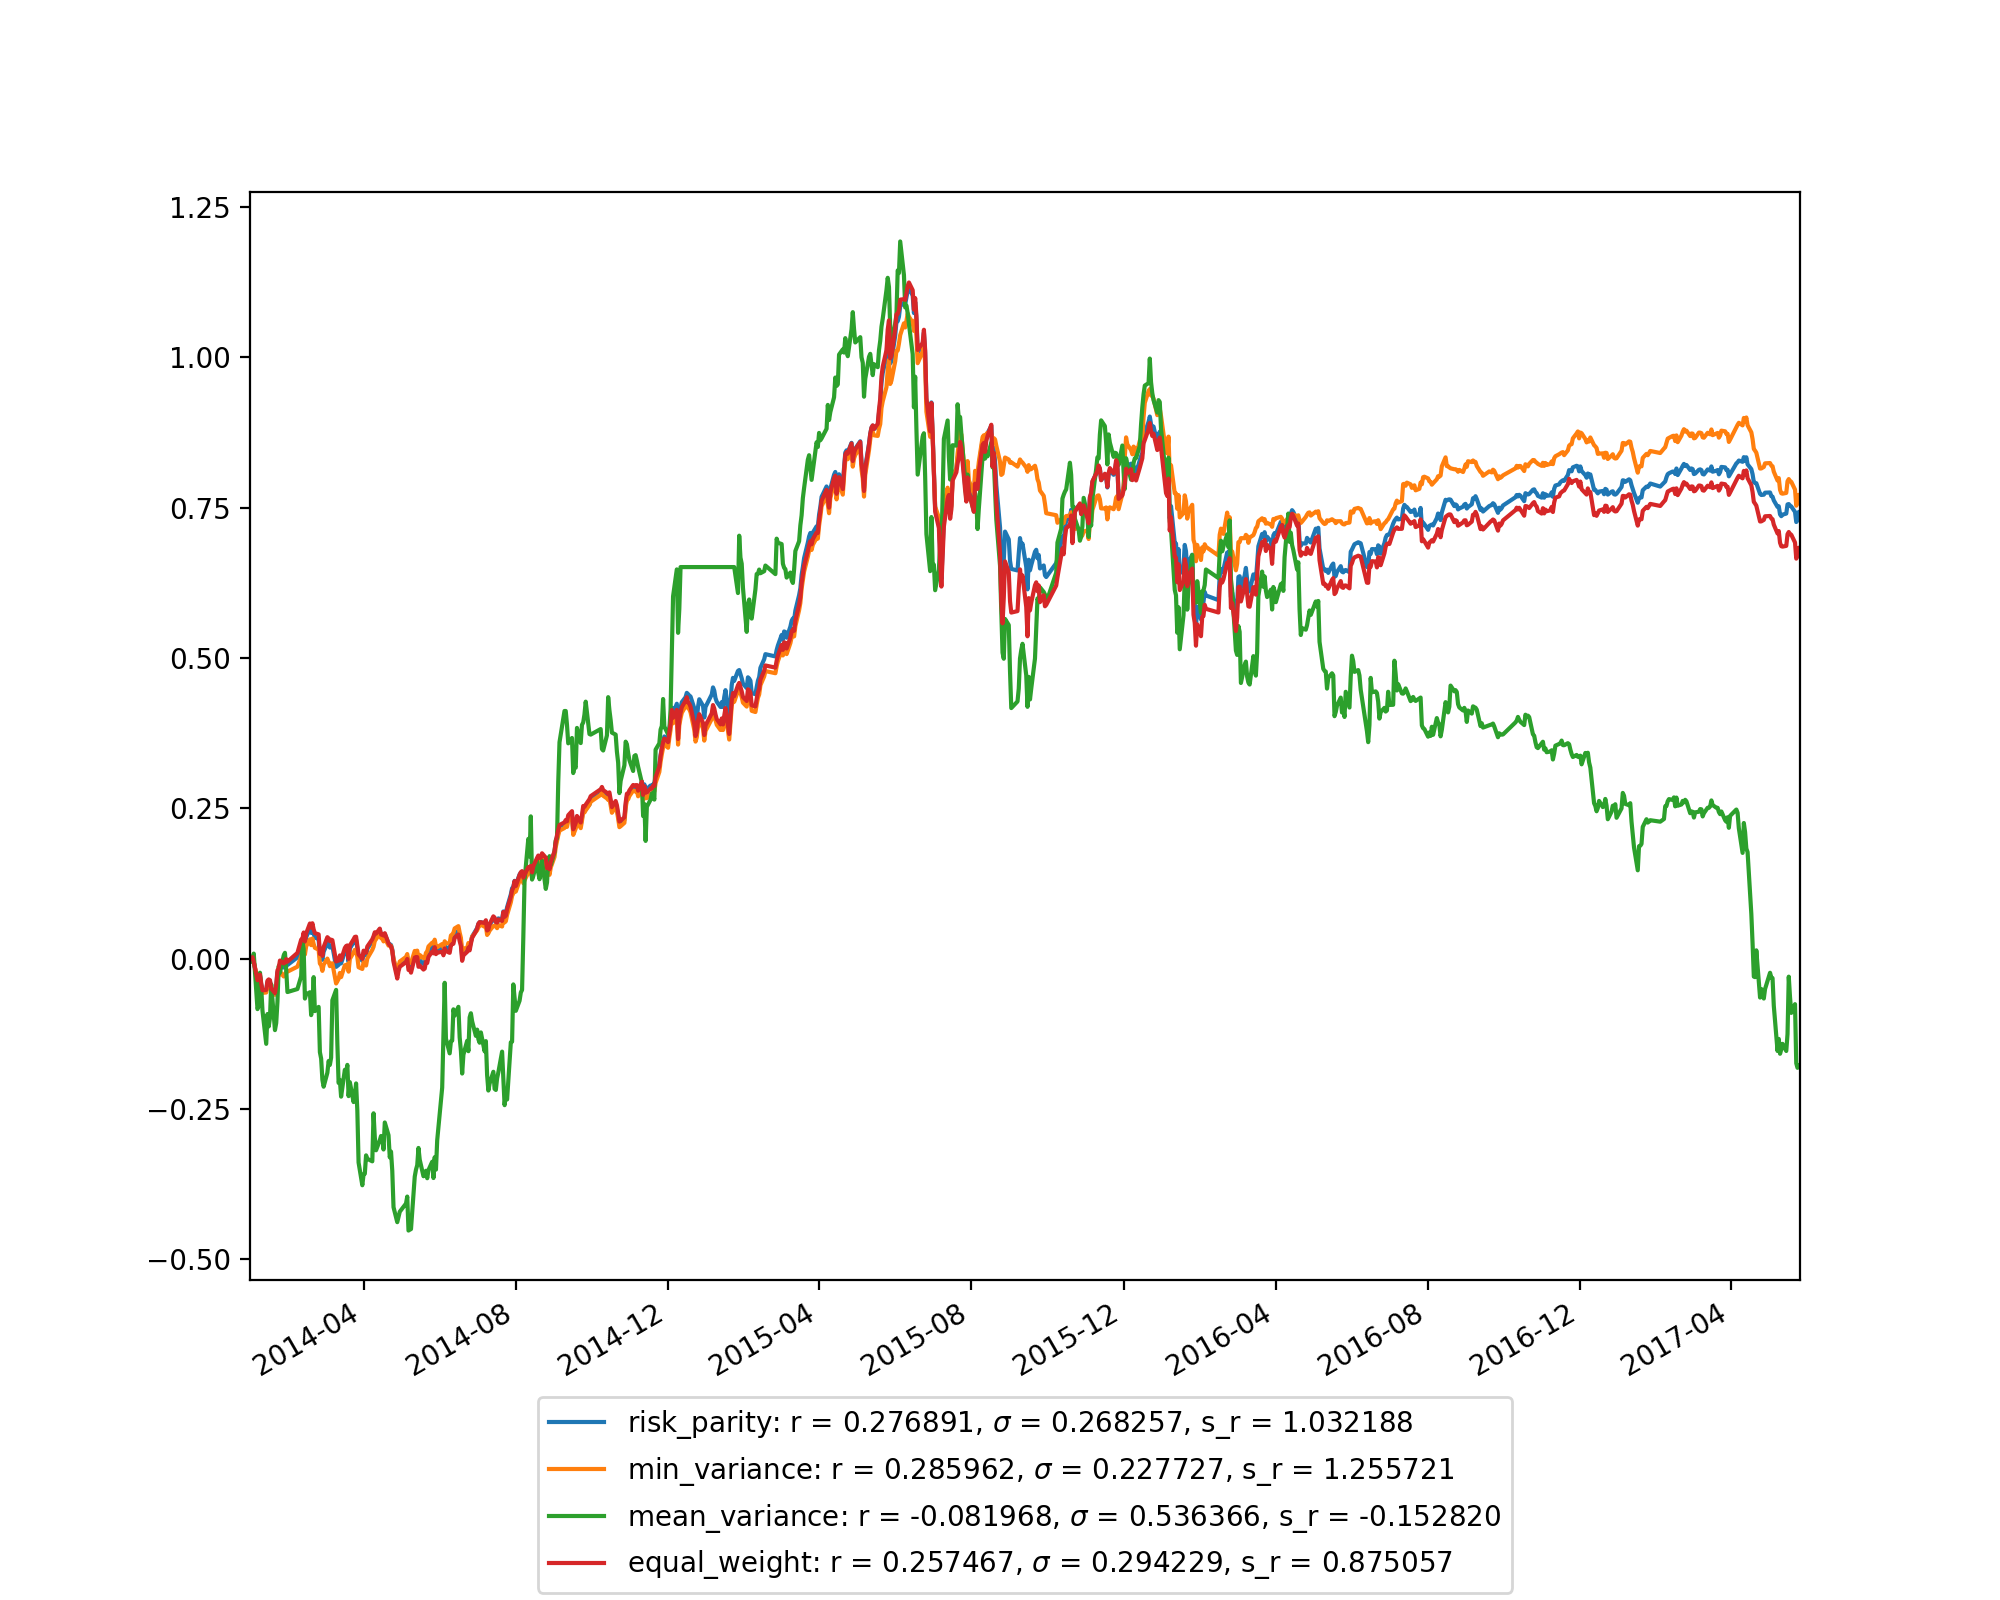 1.25
1.00
0.75
0.50
0.25
0.00
−0.25
−0.50
2014-04 2014-08 2014-12 2015-04 2015-08 2015-12 2016-04 2016-08 2016-12 2017-04
risk_parity: r = 0.276891, σ = 0.268257, s_r = 1.032188
min_variance: r = 0.285962, σ = 0.227727, s_r = 1.255721
mean_variance: r = -0.081968, σ = 0.536366, s_r = -0.152820
equal_weight: r = 0.257467, σ = 0.294229, s_r = 0.875057